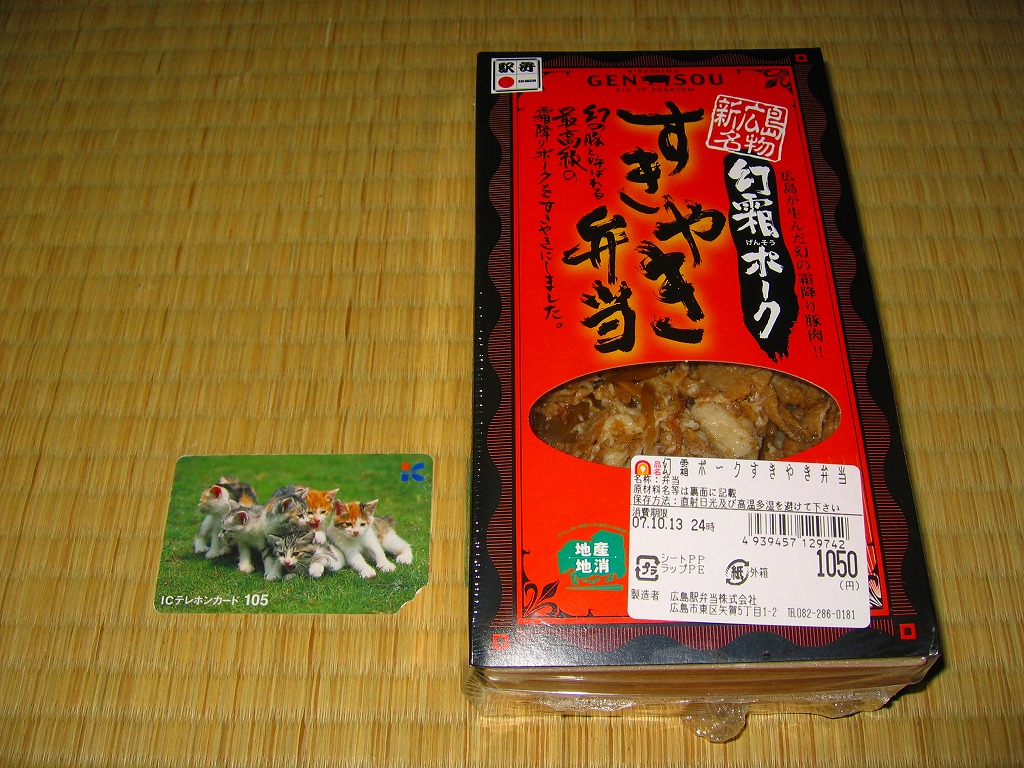 駅弁
EKIBEN
HIROSHIMA
GEN SOU
PIG OF PHANTOM
新広島
名物
広島が生んだ幻の霜降り豚肉!!
幻霜ポーク
げんそう
すきやき
弁当
幻の豚と呼ばれる
最高級の
霜降りポークをすきやきにしました。
地産
地消
品名 幻霜ポークすきやき弁当
名称：弁当
原材料名等は裏面に記載
保存方法：直射日光及び高温多湿を避けて下さい
消費期限
07.10.13 24時
4939457129742
プラ
シートPP
ラップPE
紙 外箱
1050
(円)
製造者 広島駅弁当株式会社
広島市東区矢賀5丁目1-2 TEL082-286-0181
ICテレホンカード 105